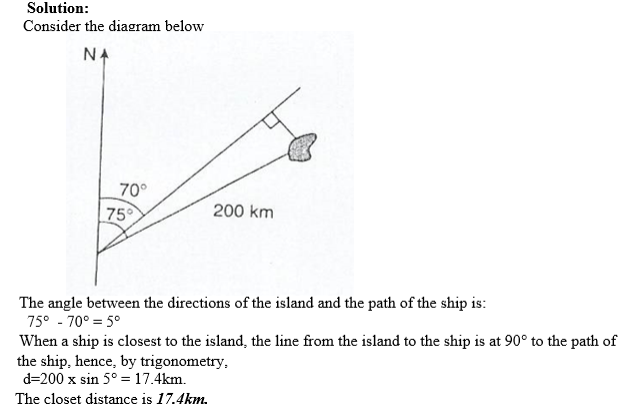 Solution:
Consider the diagram below
N
70°
75°
200 km
The angle between the directions of the island and the path of the ship is:
75° - 70° = 5°
When a ship is closest to the island, the line from the island to the ship is at 90° to the path of
the ship, hence, by trigonometry,
d=200 x sin 5° = 17.4km.
The closet distance is 17.4km.